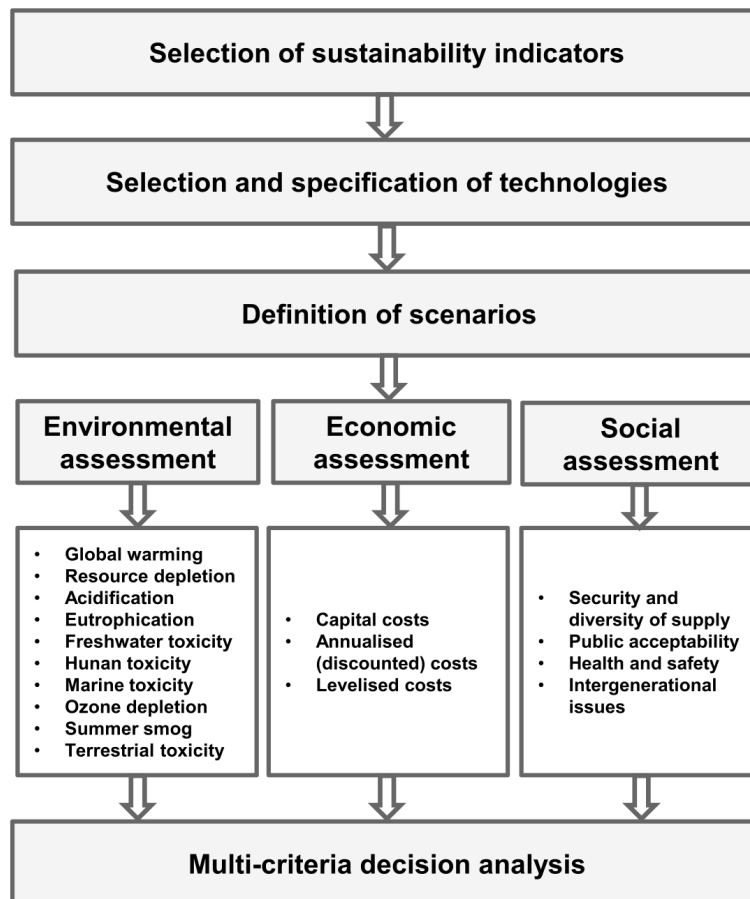 Selection of sustainability indicators
Selection and specification of technologies
Definition of scenarios
Environmental
assessment
Economic
assessment
Social
assessment
• Global warming
• Resource depletion
• Acidification
• Eutrophication
• Freshwater toxicity
• Hunan toxicity
• Marine toxicity
• Ozone depletion
• Summer smog
• Terrestrial toxicity
• Capital costs
• Annualised
(discounted) costs
• Levelised costs
• Security and
diversity of supply
• Public acceptability
• Health and safety
• Intergenerational
issues
Multi-criteria decision analysis